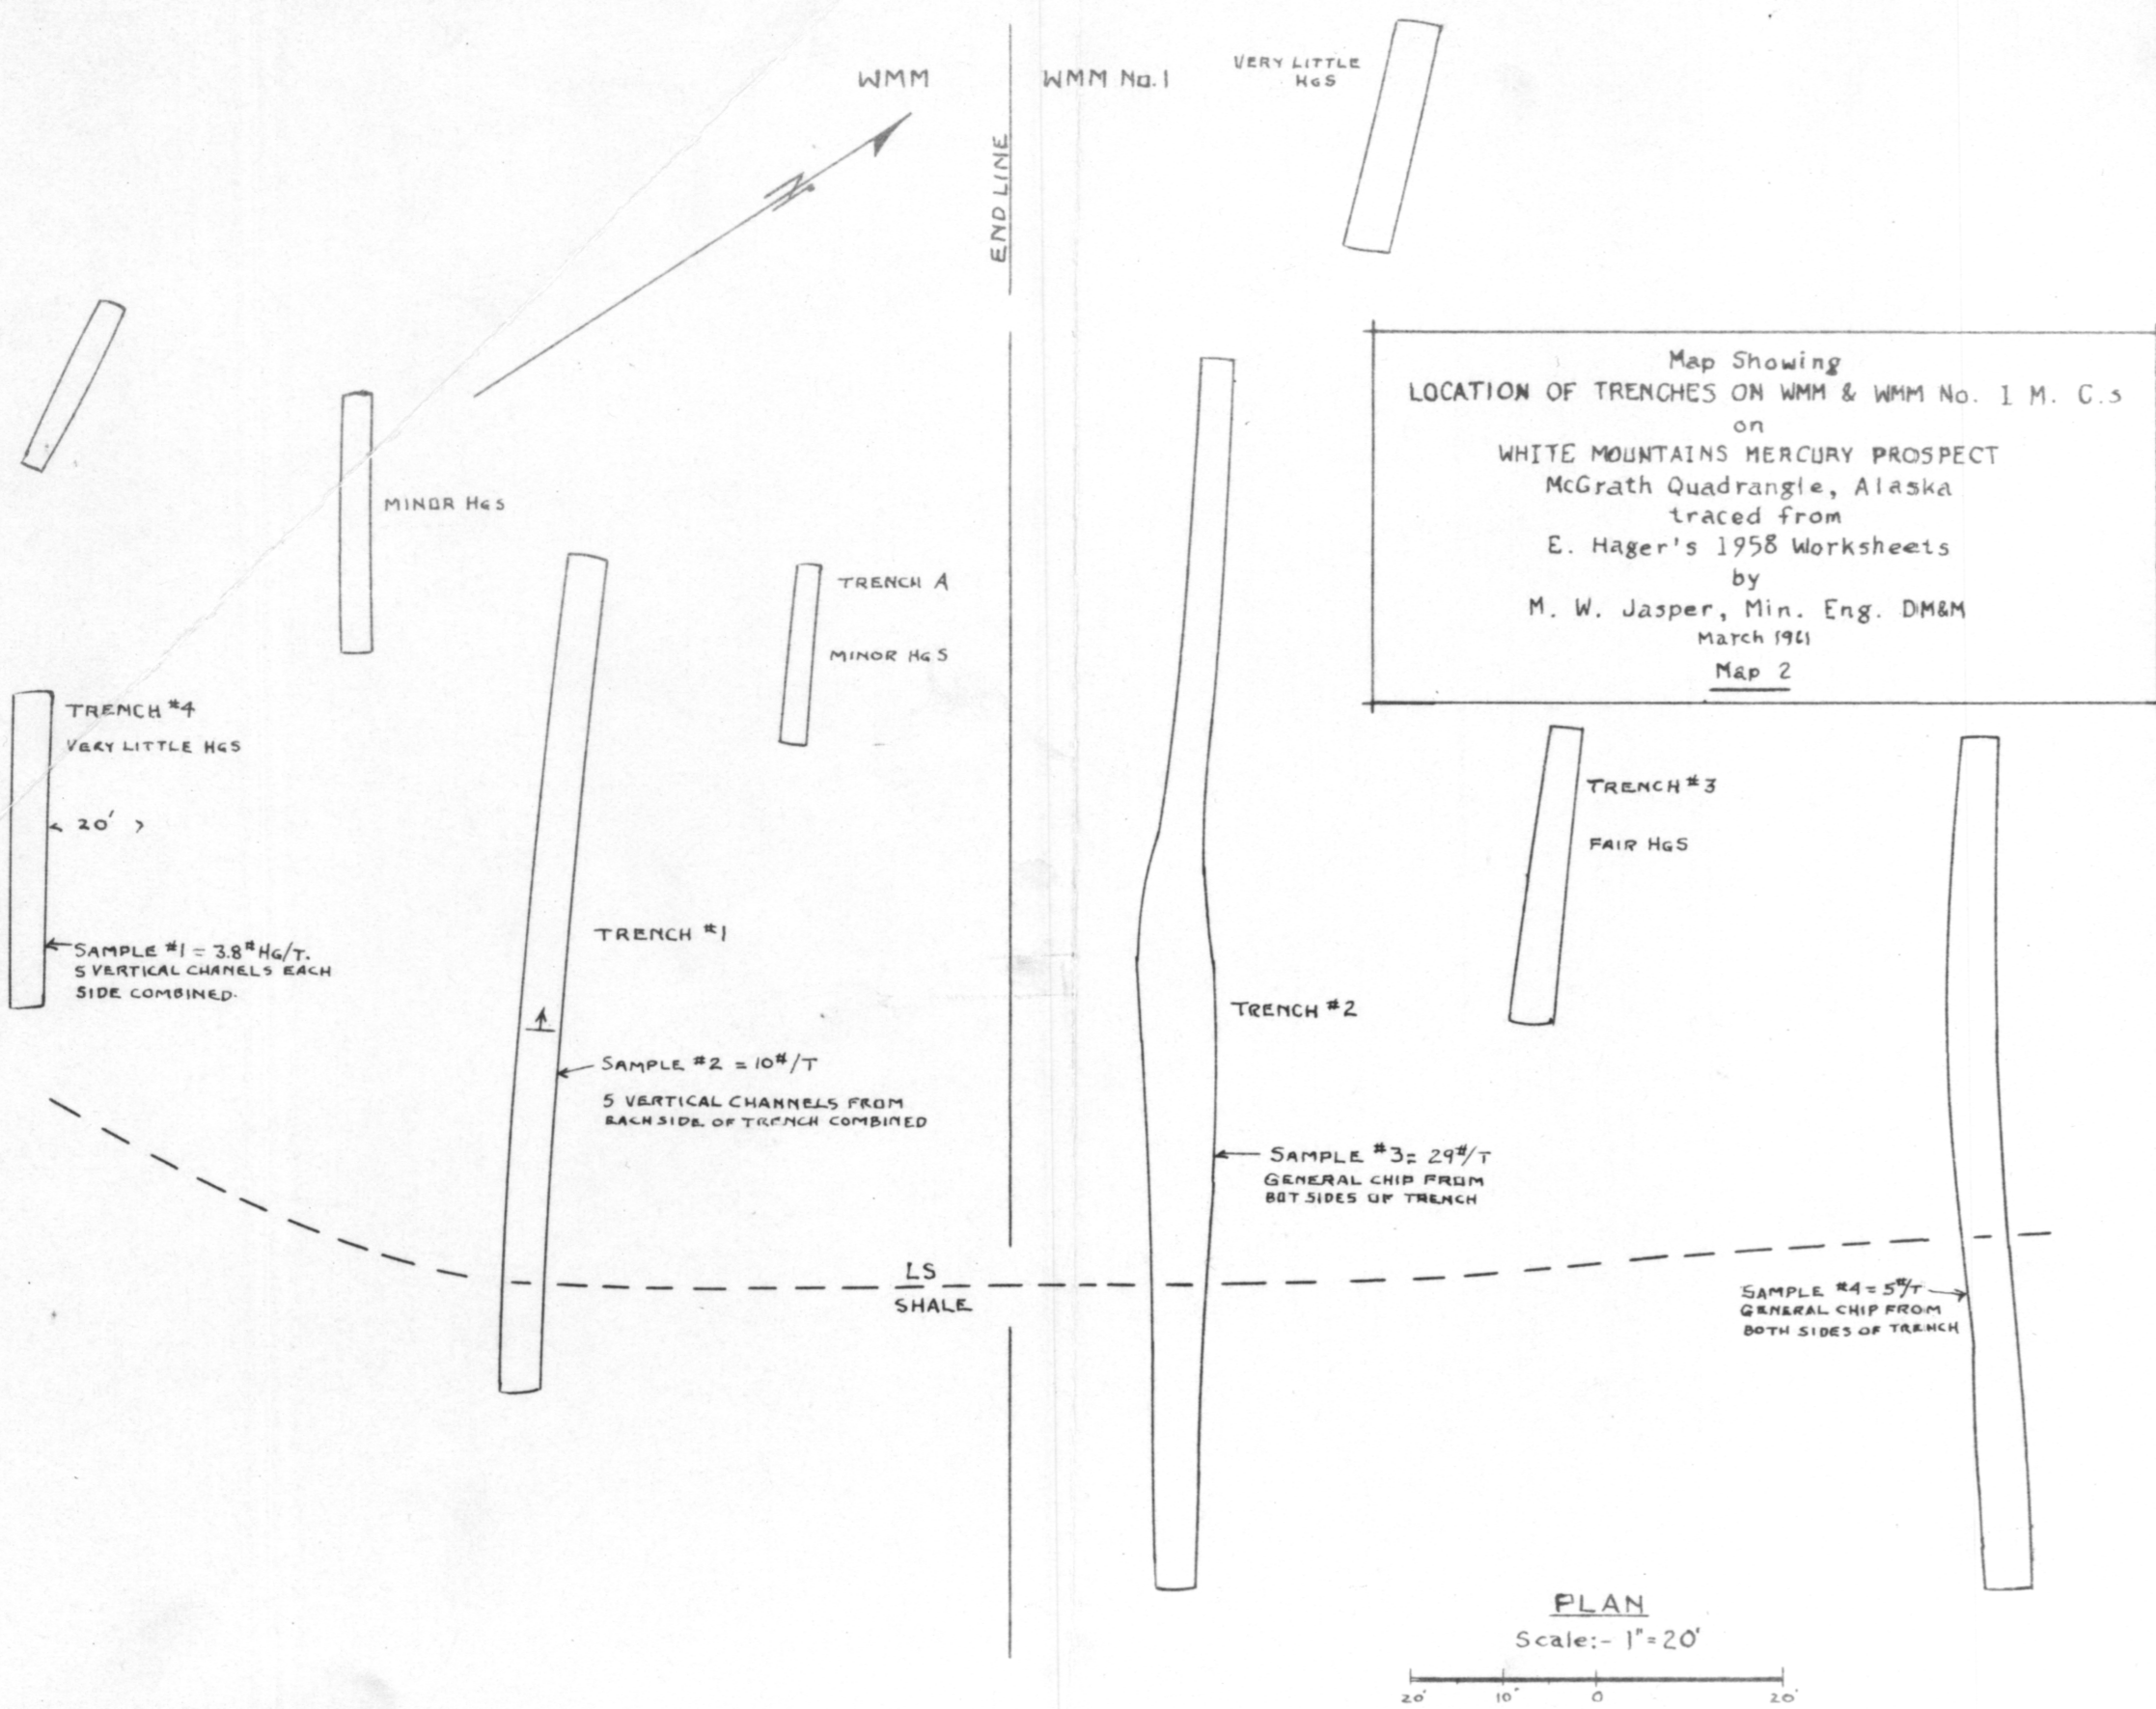 WMM
WMM No.1
VERY LITTLE
HGS
N.
END LINE
Map Showing
LOCATION OF TRENCHES ON WMM & WMM No. 1 M. C.s
on
WHITE MOUNTAINS MERCURY PROSPECT
McGrath Quadrangle, Alaska
traced from
E. Hager's 1958 Worksheets
by
M. W. Jasper, Min. Eng. DM&M
March 1961
Map 2
MINOR HGS
TRENCH A
MINOR HGS
TRENCH #4
VERY LITTLE HGS
20'
SAMPLE #1 = 3.8# HG/T.
5 VERTICAL CHANELS EACH
SIDE COMBINED.
TRENCH #1
SAMPLE #2 = 10#/T
5 VERTICAL CHANNELS FROM
EACH SIDE OF TRENCH COMBINED
TRENCH #3
FAIR HGS
TRENCH #2
SAMPLE #3 = 29#/T
GENERAL CHIP FROM
BOT SIDES OF TRENCH
LS
SHALE
SAMPLE #4 = 5#/T
GENERAL CHIP FROM
BOTH SIDES OF TRENCH
PLAN
Scale:- 1"=20'
20' 10' 0 20'